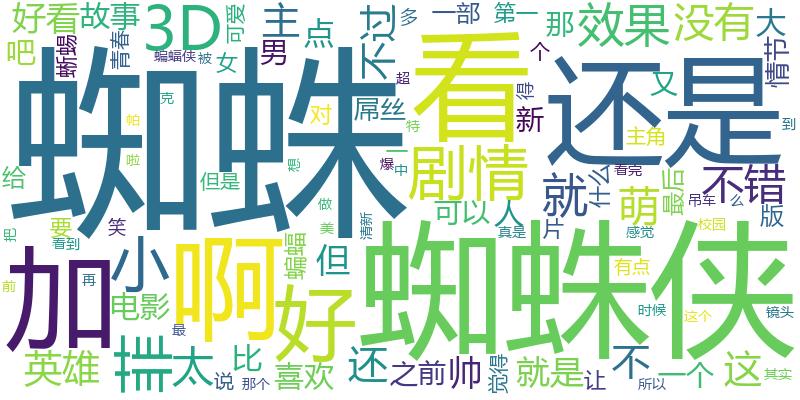 好看
故事
3D
主
点
不过
多
一部
第一
那
效果
没有
大
吧
蜥蜴
青春
蝙蝠侠
被
女
可爱
男
超
个
得
新
又
情节
蜘蛛
看
还是
克
帕
啦
对
屌丝
特
主角
到
给
但是
想
一
中
爆
剧情
就
什么
萌
最后
看完
吊车
不错
么
版
要
笑
做
美
清新
可以
人
真是
片
感觉
校园
把
看到
加
小
啊
蝙蝠
但
好
蜘蛛侠
有点
前
再
电影
最
时候
这个
镜头
英雄
拍
太
说
比
那个
喜欢
还
之前
帅
觉得
就是
让
不
所以
一个
这
其实